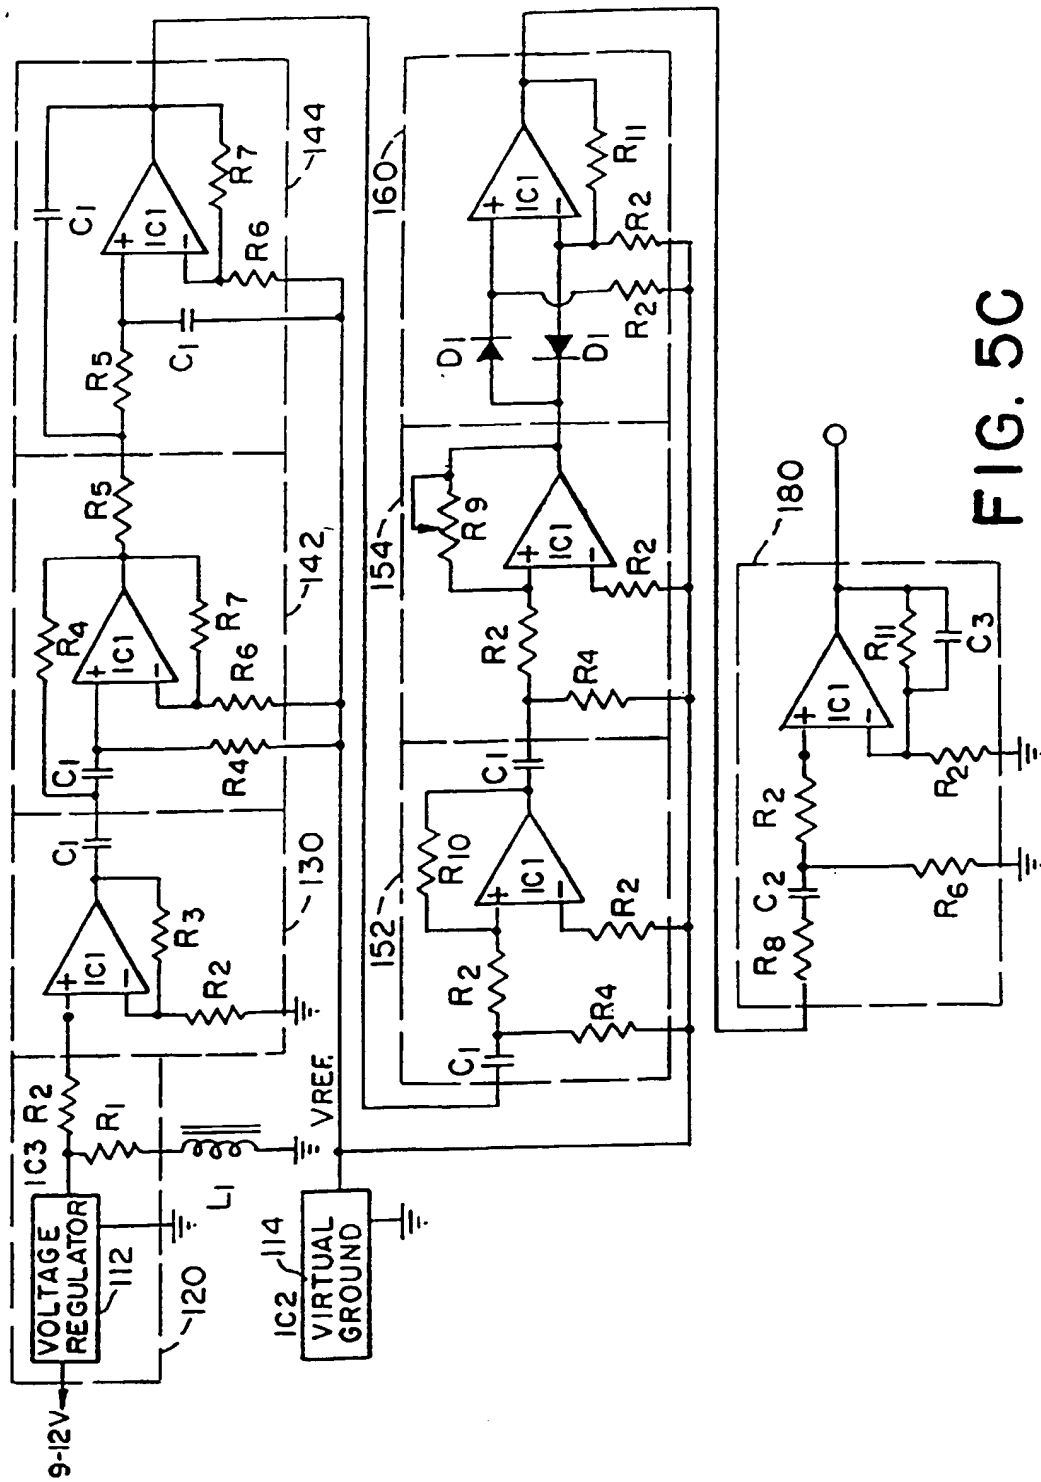 9-12V
VOLTAGE
REGULATOR
112
120
IC3
R2
R1
L1
+
-
IC1
R3
R2
130
C1
C1
R4
+
-
IC1
R7
R6
R4
142
R5
R5
C1
+
-
IC1
R7
R6
C1
144
IC2
114
VIRTUAL
GROUND
VREF.
152
C1
R2
R4
R10
+
-
IC1
R2
C1
154
R2
R4
R9
+
-
IC1
R2
160
D1
D1
+
-
IC1
R11
R2
R2
180
R8
C2
R6
R2
+
-
IC1
R2
R11
C3
FIG. 5C